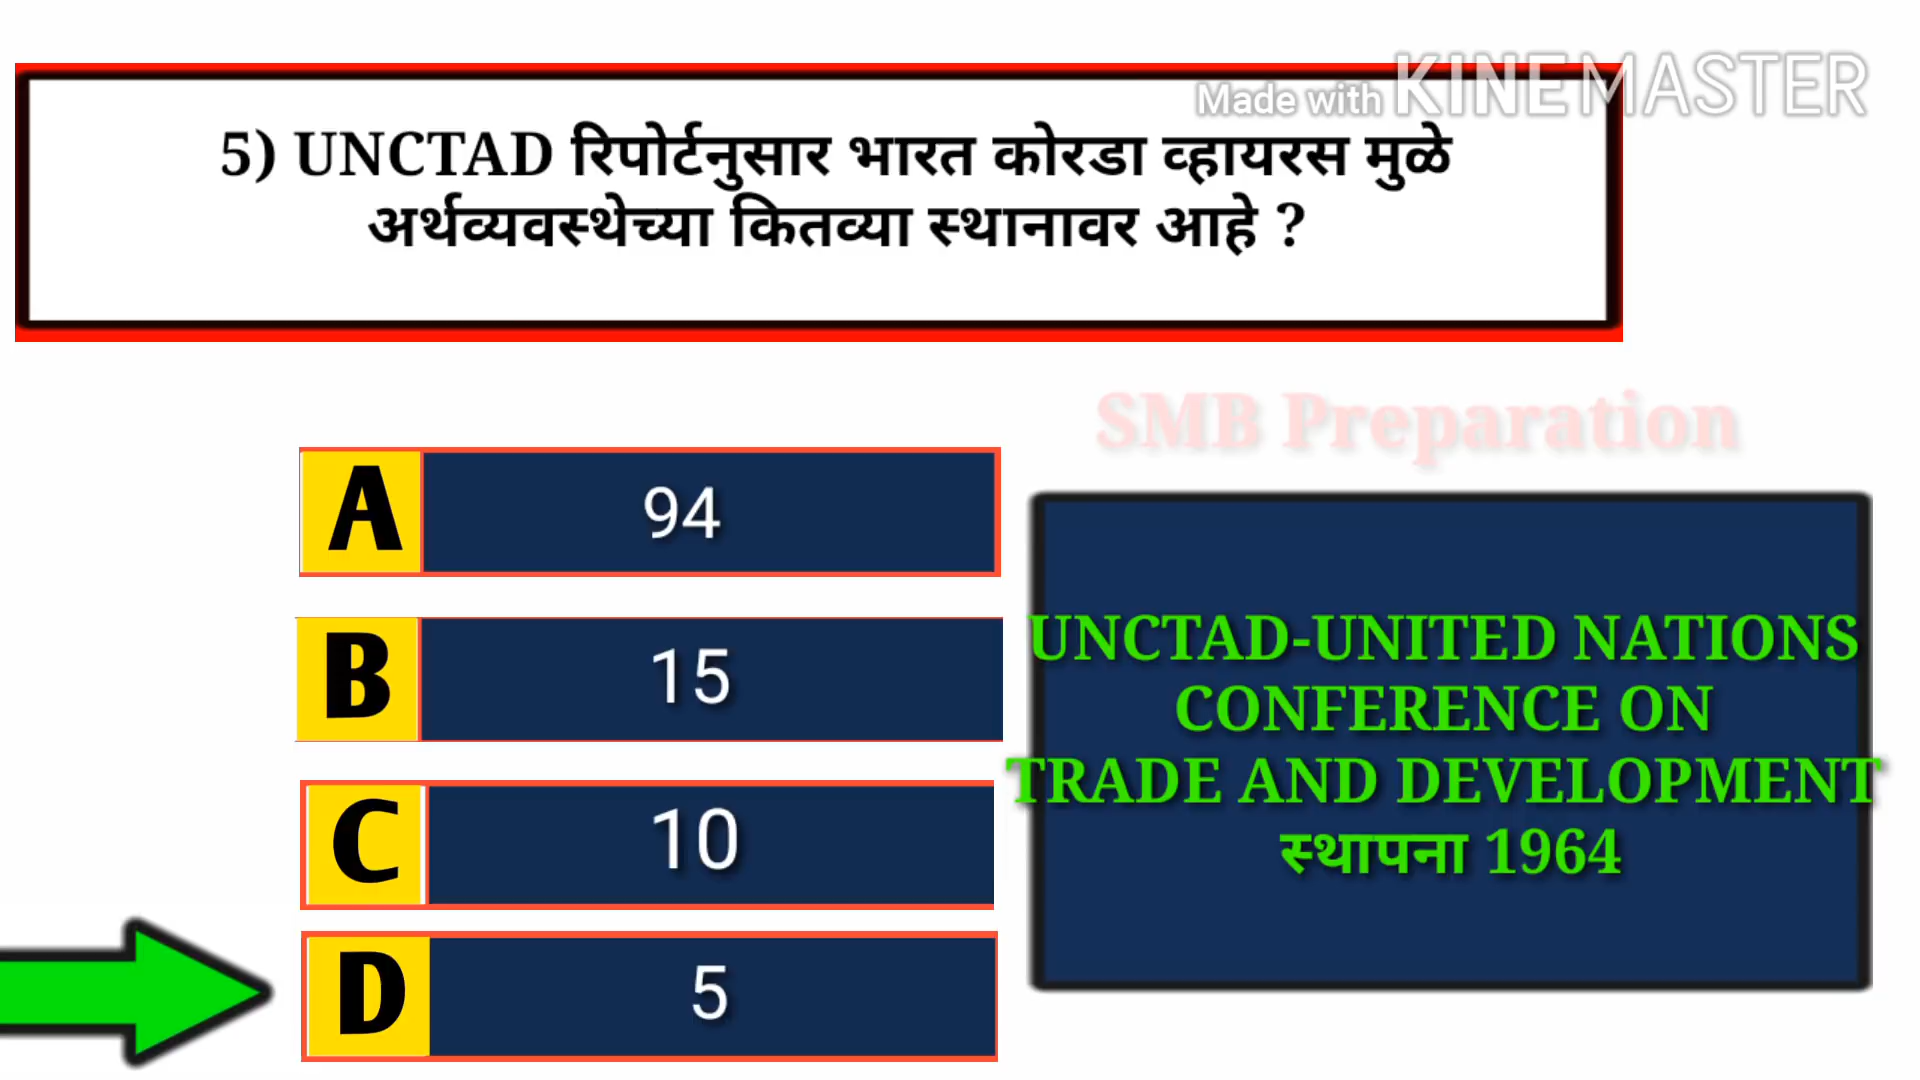 Made with KINEMASTER
5) UNCTAD रिपोर्टनुसार भारत कोरडा व्हायरस मुळे
अर्थव्यवस्थेच्या कितव्या स्थानावर आहे ?
SMB Preparation
A 94
B 15
C 10
D 5
UNCTAD-UNITED NATIONS
CONFERENCE ON
TRADE AND DEVELOPMENT
स्थापना 1964